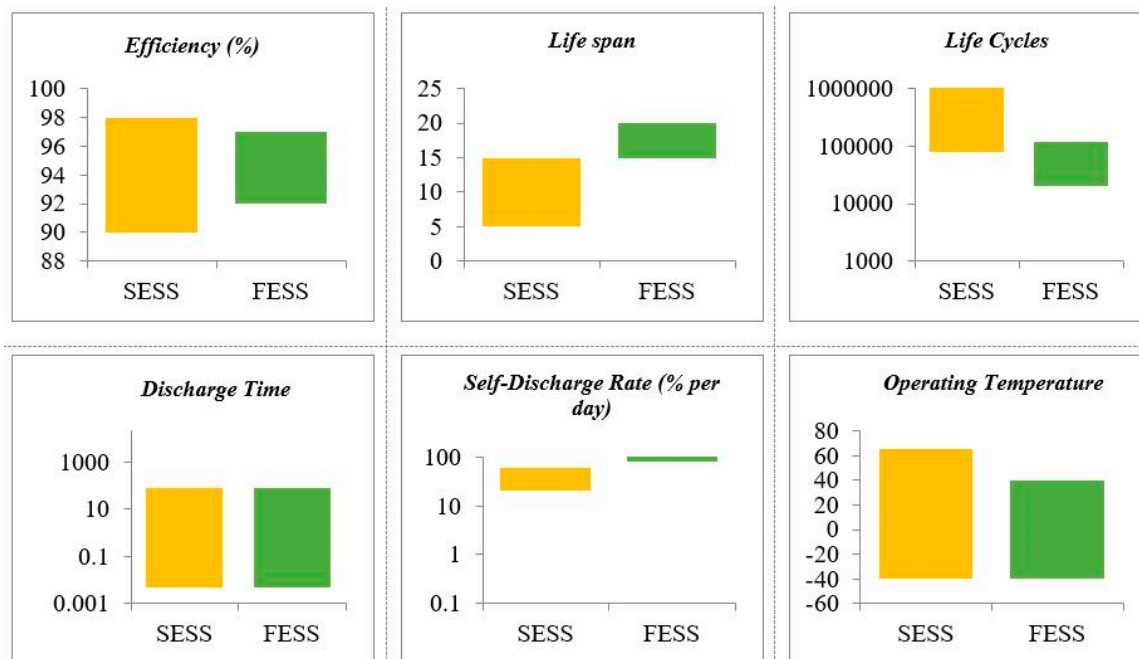 Efficiency (%)
100
98
96
94
92
90
88
SESS FESS
Life span
25
20
15
10
5
0
SESS FESS
Life Cycles
1000000
100000
10000
1000
SESS FESS
Discharge Time
1000
10
0.1
0.001
SESS FESS
Self-Discharge Rate (% per
day)
100
10
1
0.1
SESS FESS
Operating Temperature
80
60
40
20
0
-20
-40
-60
SESS FESS